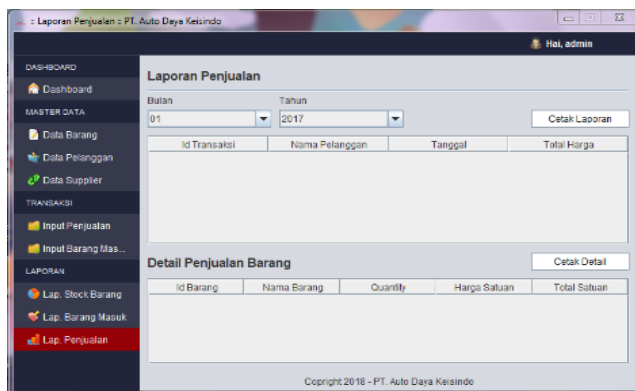 :: Laporan Penjualan :: PT. Auto Daya Keisindo
Hai, admin
DASHBOARD
Dashboard
MASTER DATA
Data Barang
Data Pelanggan
Data Supplier
TRANSAKSI
Input Penjualan
Input Barang Mas...
LAPORAN
Lap. Stock Barang
Lap. Barang Masuk
Lap. Penjualan
Laporan Penjualan
Bulan Tahun
01 2017 Cetak Laporan
Id Transaksi Nama Pelanggan Tanggal Total Harga
Detail Penjualan Barang Cetak Detail
Id Barang Nama Barang Quantity Harga Satuan Total Satuan
Copright 2018 - PT. Auto Daya Keisindo